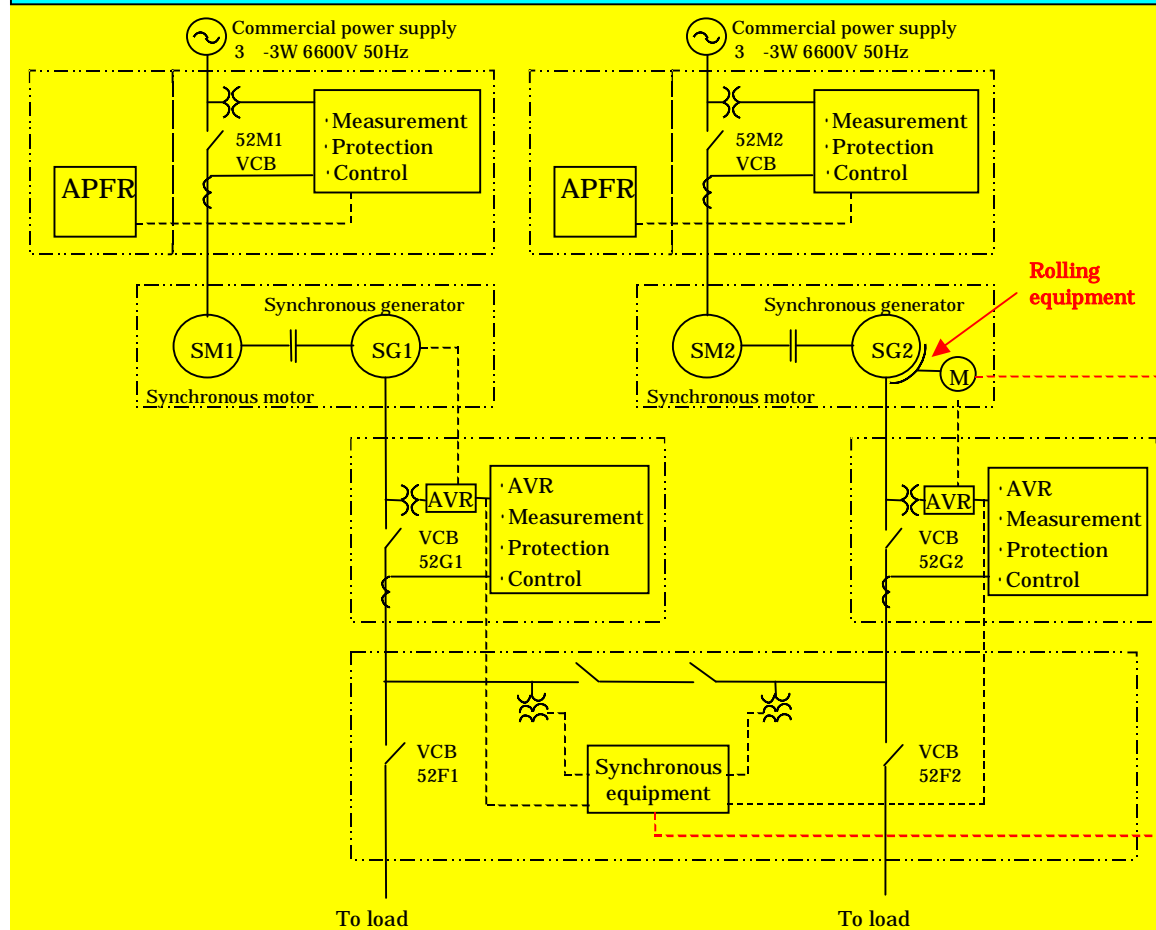 Commercial power supply
3 -3W 6600V 50Hz
Commercial power supply
3 -3W 6600V 50Hz
52M1
VCB
·Measurement
·Protection
·Control
APFR
52M2
VCB
·Measurement
·Protection
·Control
APFR
Rolling
equipment
Synchronous generator
SM1
SG1
Synchronous motor
Synchronous generator
SM2
SG2
M
Synchronous motor
AVR
·AVR
·Measurement
·Protection
·Control
VCB
52G1
AVR
·AVR
·Measurement
·Protection
·Control
VCB
52G2
VCB
52F1
Synchronous
equipment
VCB
52F2
To load
To load